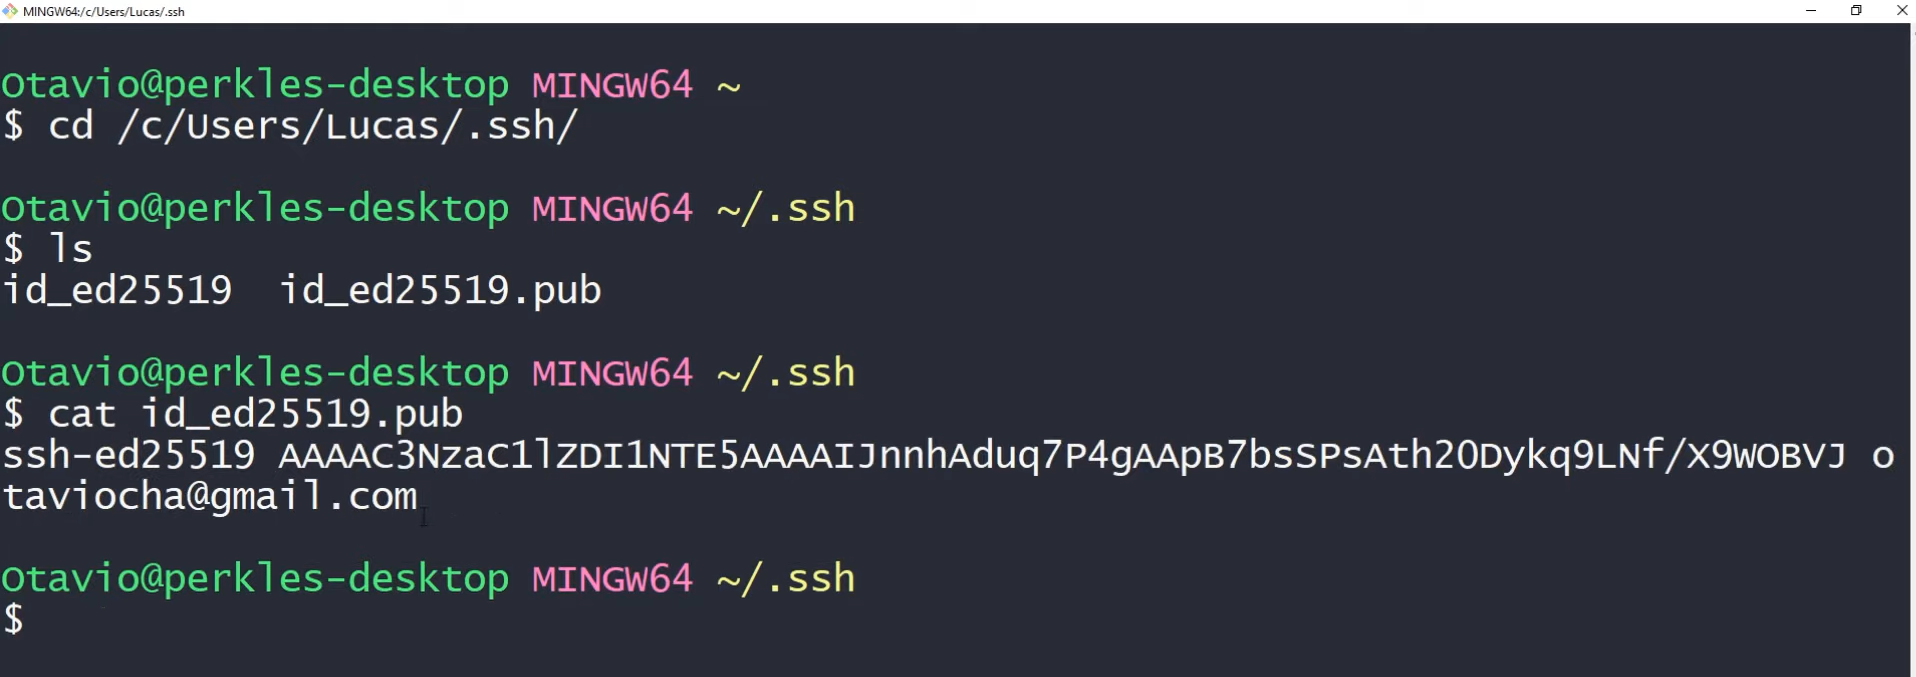 MINGW64:/c/Users/Lucas/.ssh
Otavio@perkles-desktop MINGW64 ~
$ cd /c/Users/Lucas/.ssh/
Otavio@perkles-desktop MINGW64 ~/.ssh
$ ls
id_ed25519  id_ed25519.pub
Otavio@perkles-desktop MINGW64 ~/.ssh
$ cat id_ed25519.pub
ssh-ed25519 AAAAC3NzaC1lZDI1NTE5AAAAIJnnhAduq7P4gAApB7bsSPsAth2ODykq9LNf/X9WOBVJ o
taviocha@gmail.com
Otavio@perkles-desktop MINGW64 ~/.ssh
$